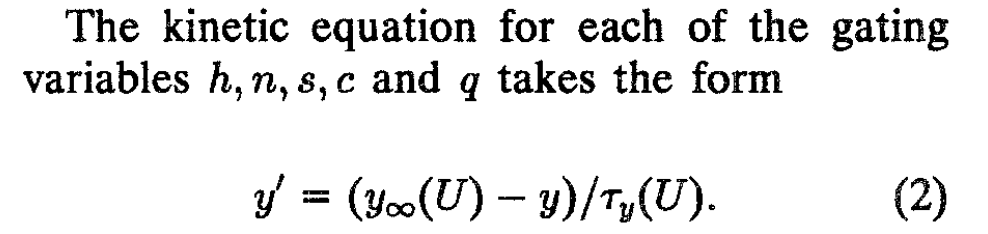 The kinetic equation for each of the gating
variables h, n, s, c and q takes the form
y′ = (y∞(U) − y)/τy(U). (2)